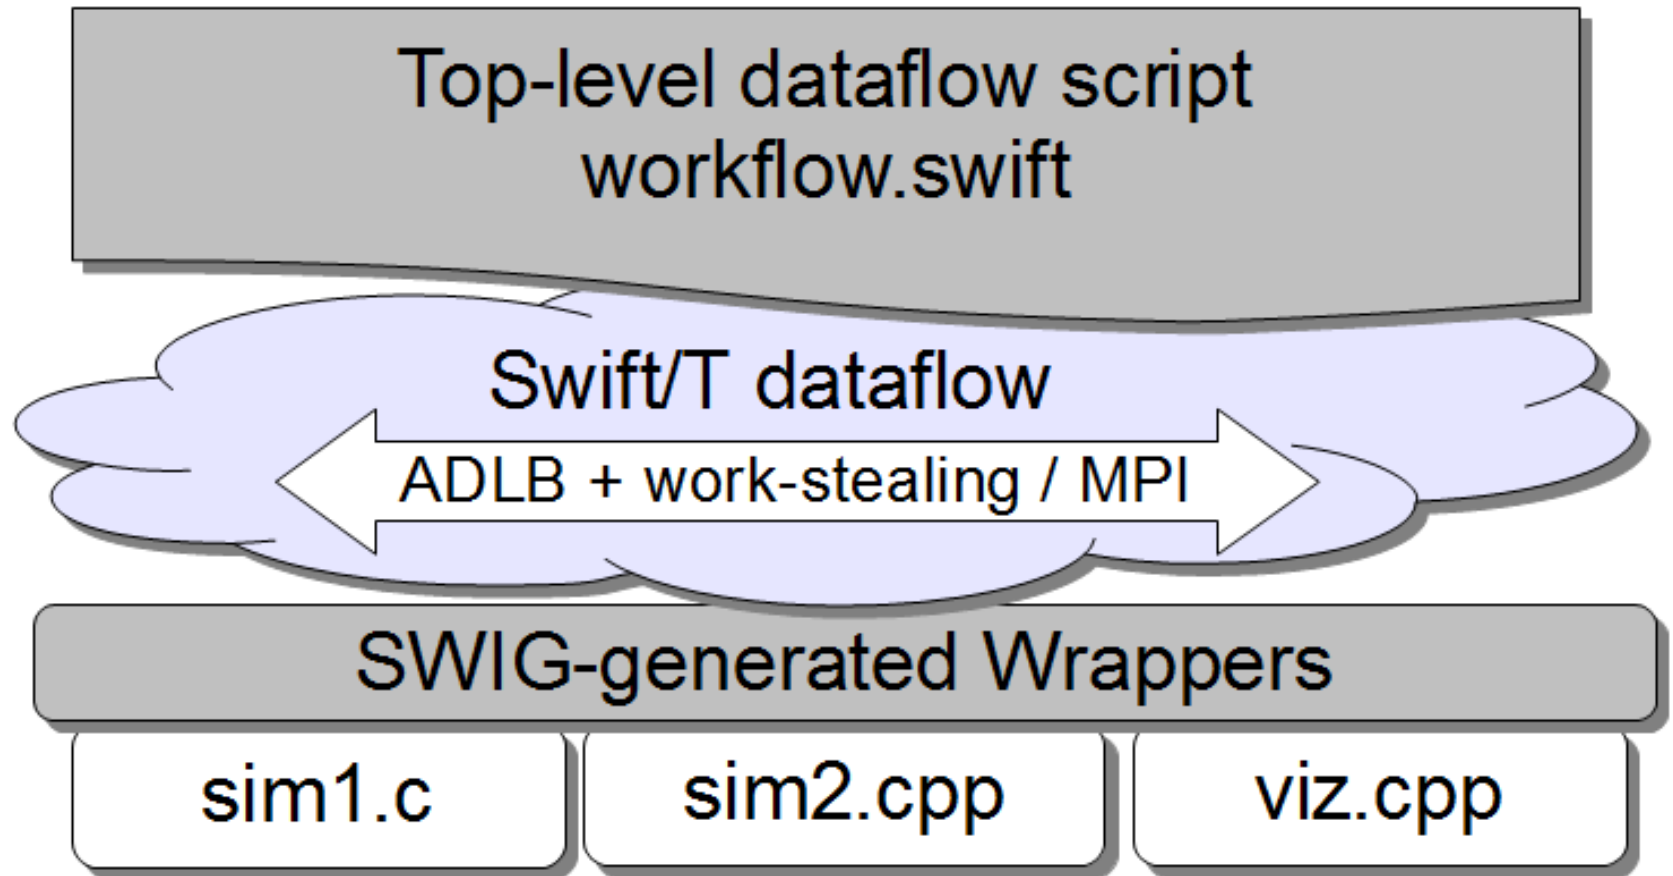 Top-level dataflow script
workflow.swift
Swift/T dataflow
ADLB + work-stealing / MPI
SWIG-generated Wrappers
sim1.c
sim2.cpp
viz.cpp